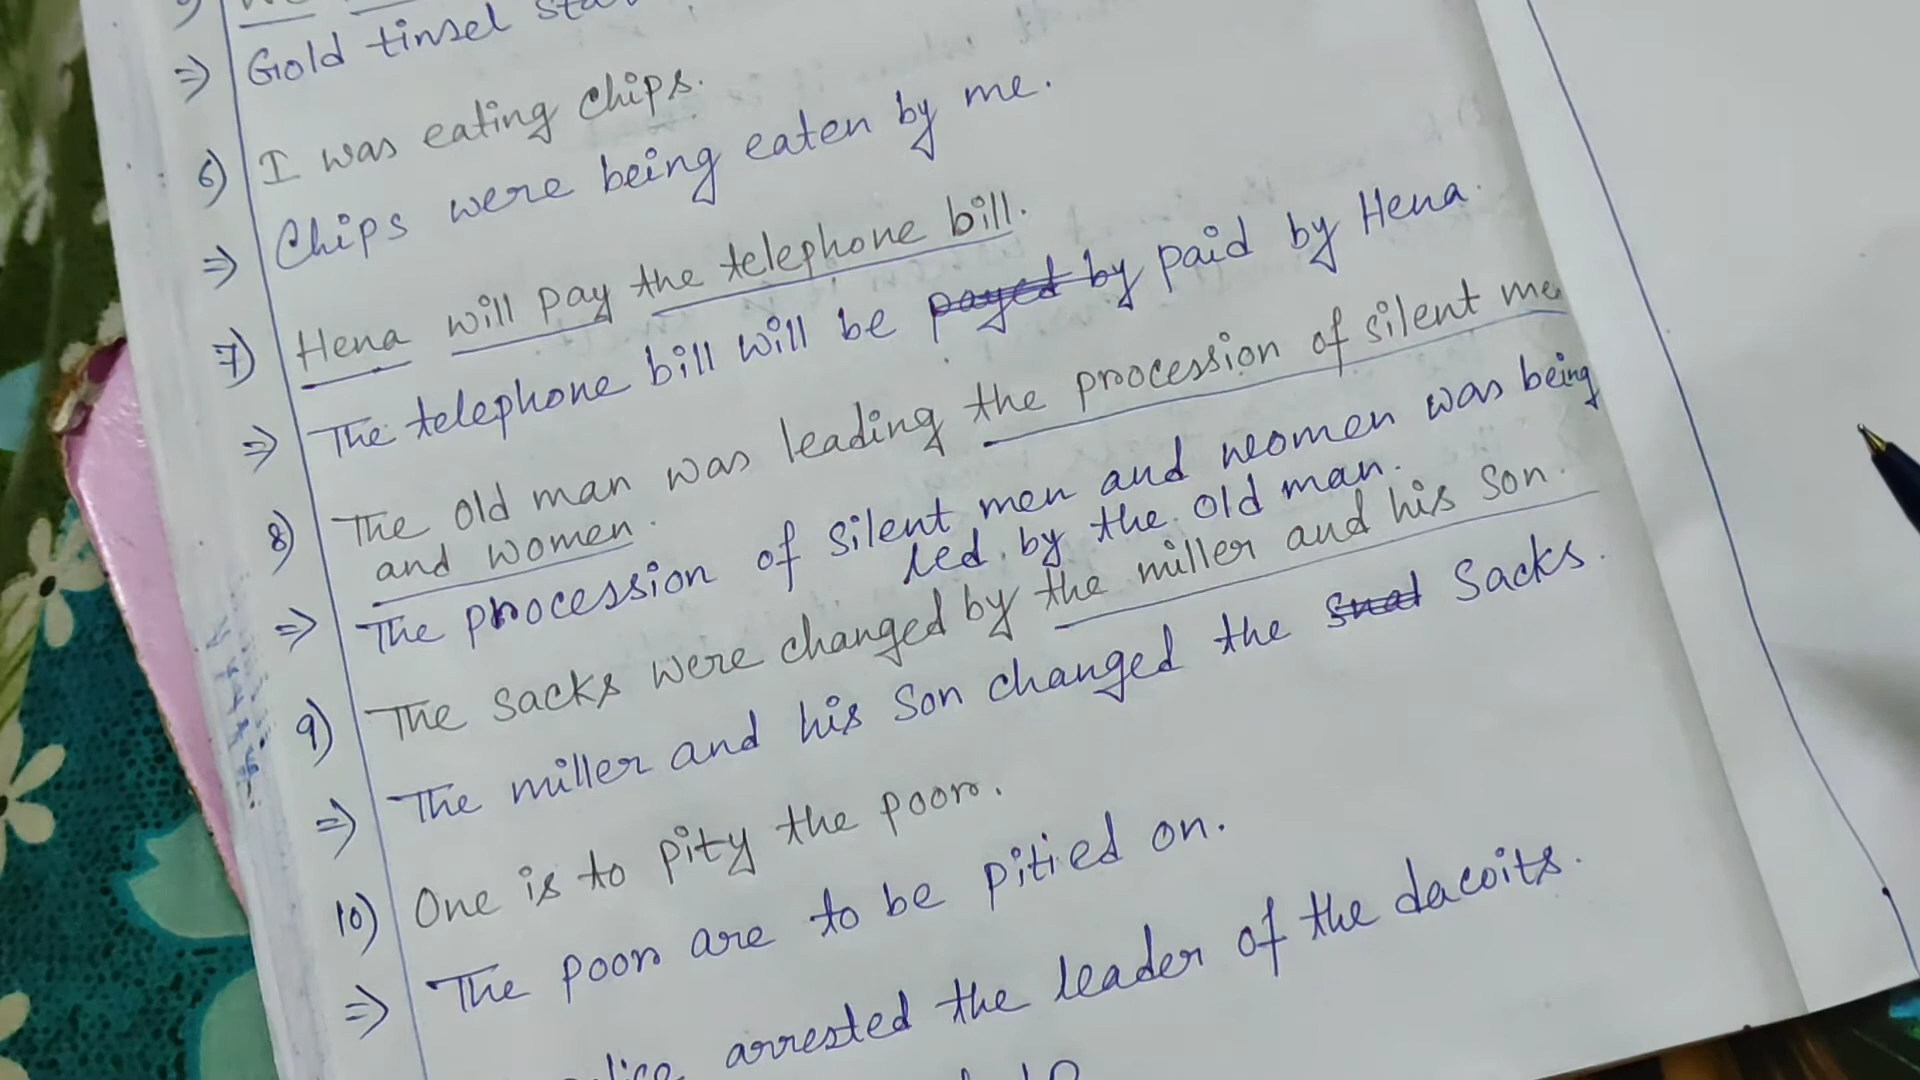 => Gold tinsel
6) I was eating chips.
=> Chips were being eaten by me.
7) Hena will pay the telephone bill.
=> The telephone bill will be payed by paid by Hena.
8) The old man was leading the procession of silent me
and women.
=> The procession of silent men and women was being
led by the old man.
9) The sacks were changed by the miller and his son.
=> The miller and his son changed the Sacks.
10) One is to pity the poor.
=> The poor are to be pitied on.
arrested the leader of the dacoits.